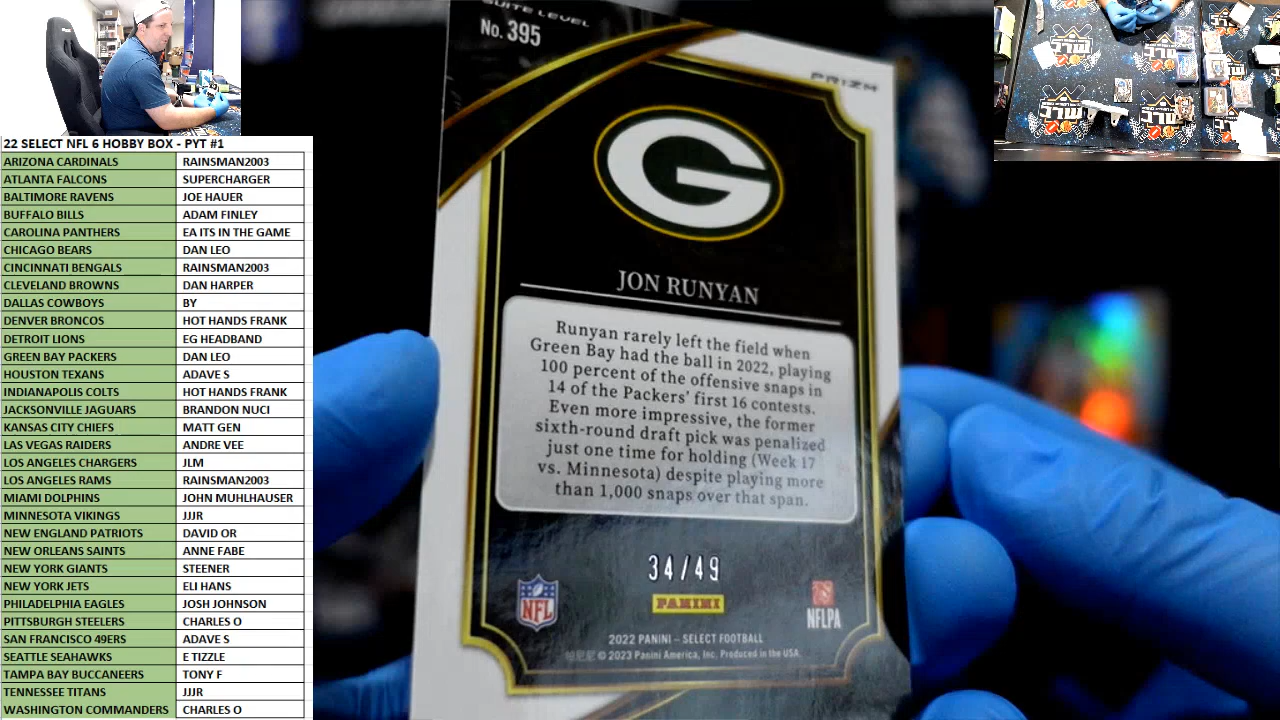 22 SELECT NFL 6 HOBBY BOX - PYT #1
ARIZONA CARDINALS RAINSMAN2003
ATLANTA FALCONS SUPERCHARGER
BALTIMORE RAVENS JOE HAUER
BUFFALO BILLS ADAM FINLEY
CAROLINA PANTHERS EA ITS IN THE GAME
CHICAGO BEARS DAN LEO
CINCINNATI BENGALS RAINSMAN2003
CLEVELAND BROWNS DAN HARPER
DALLAS COWBOYS BY
DENVER BRONCOS HOT HANDS FRANK
DETROIT LIONS EG HEADBAND
GREEN BAY PACKERS DAN LEO
HOUSTON TEXANS ADAVE S
INDIANAPOLIS COLTS HOT HANDS FRANK
JACKSONVILLE JAGUARS BRANDON NUCI
KANSAS CITY CHIEFS MATT GEN
LAS VEGAS RAIDERS ANDRE VEE
LOS ANGELES CHARGERS JLM
LOS ANGELES RAMS RAINSMAN2003
MIAMI DOLPHINS JOHN MUHLHAUSER
MINNESOTA VIKINGS JJJR
NEW ENGLAND PATRIOTS DAVID OR
NEW ORLEANS SAINTS ANNE FABE
NEW YORK GIANTS STEENER
NEW YORK JETS ELI HANS
PHILADELPHIA EAGLES JOSH JOHNSON
PITTSBURGH STEELERS CHARLES O
SAN FRANCISCO 49ERS ADAVE S
SEATTLE SEAHAWKS E TIZZLE
TAMPA BAY BUCCANEERS TONY F
TENNESSEE TITANS JJJR
WASHINGTON COMMANDERS CHARLES O
SUITE LEVEL
No. 395
PRIZM
G
JON RUNYAN
Runyan rarely left the field when
Green Bay had the ball in 2022, playing
100 percent of the offensive snaps in
14 of the Packers' first 16 contests.
Even more impressive, the former
sixth-round draft pick was penalized
just one time for holding (Week 17
vs. Minnesota) despite playing more
than 1,000 snaps over that span.
34/49
NFL
PANINI
NFLPA
2022 PANINI – SELECT FOOTBALL
帕尼尼 © 2023 Panini America, Inc. Produced in the USA.